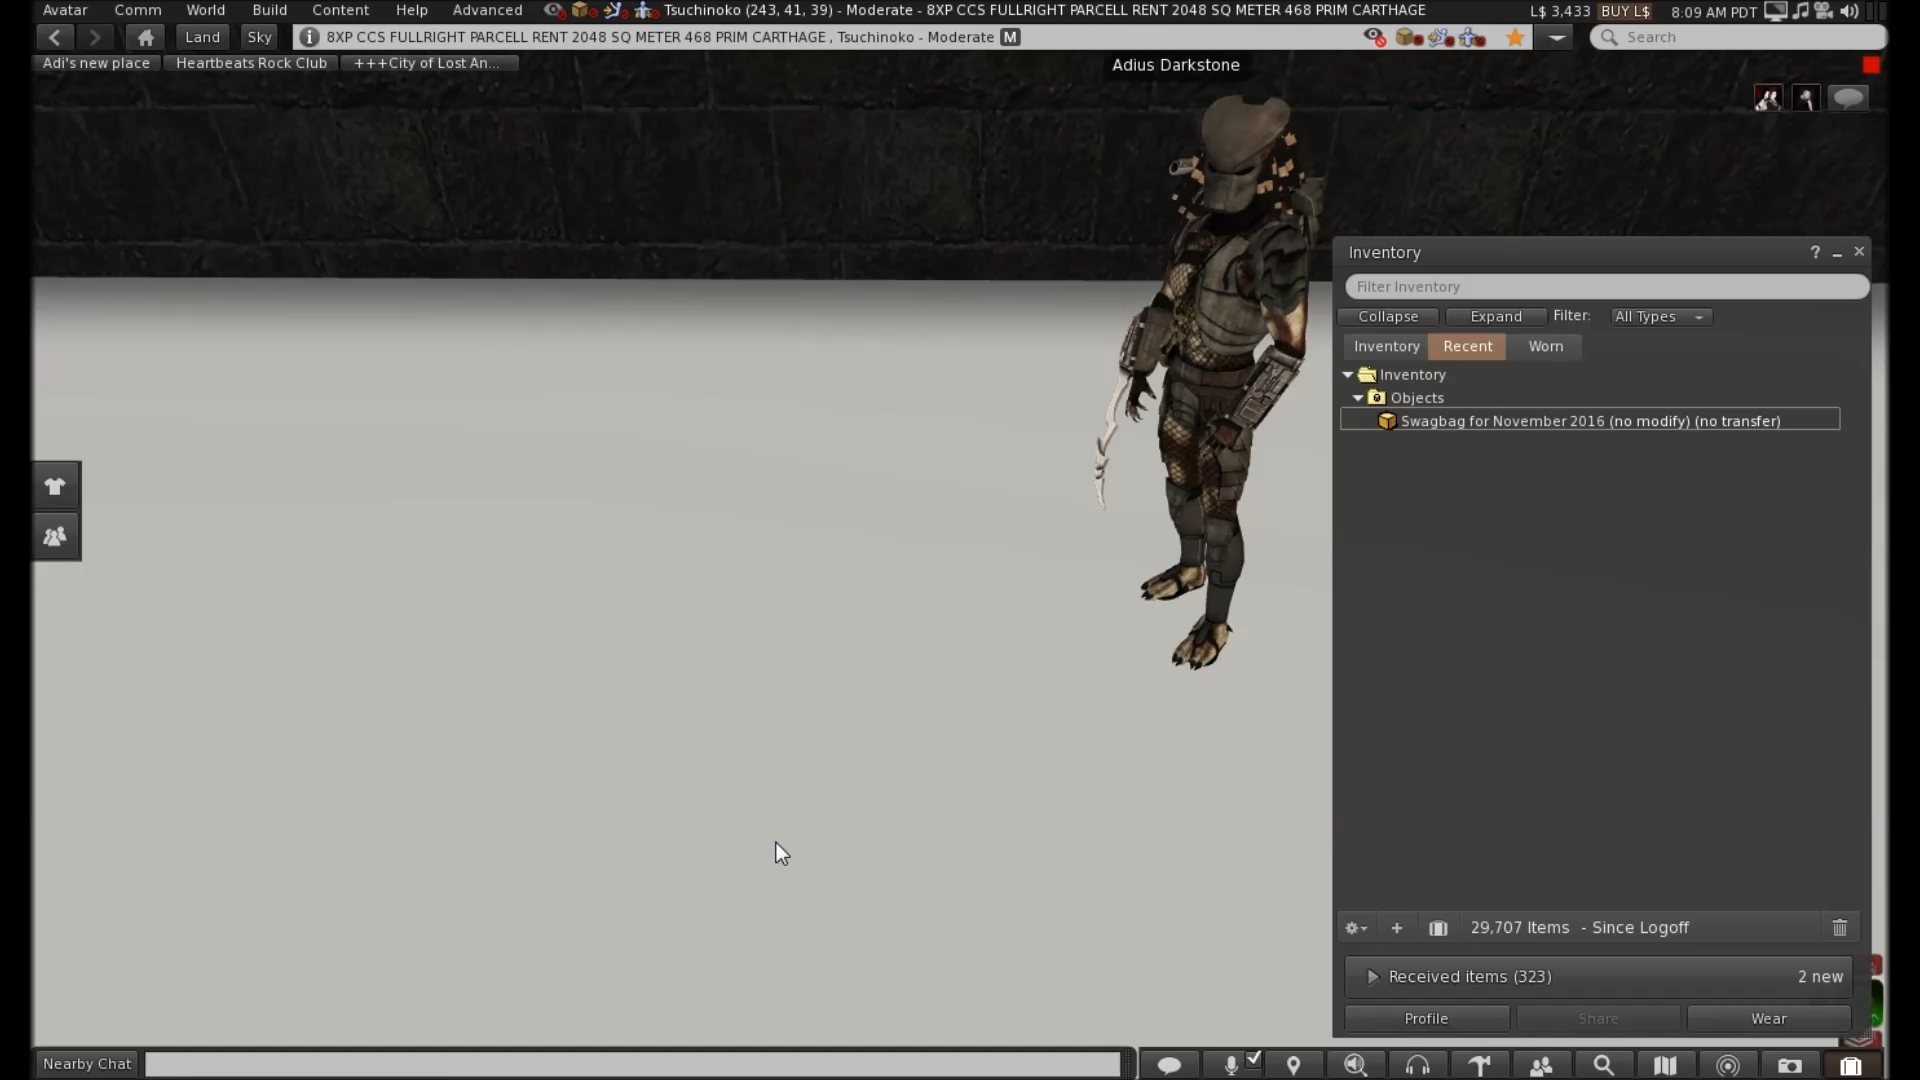 Avatar Comm World Build Content Help Advanced Tsuchinoko (243, 41, 39) - Moderate - 8XP CCS FULLRIGHT PARCELL RENT 2048 SQ METER 468 PRIM CARTHAGE L$ 3,433 BUY L$ 8:09 AM PDT
Land Sky 8XP CCS FULLRIGHT PARCELL RENT 2048 SQ METER 468 PRIM CARTHAGE , Tsuchinoko - Moderate M Search
Adi's new place Heartbeats Rock Club +++City of Lost An...
Adius Darkstone
Inventory ?
Filter Inventory
Collapse Expand Filter: All Types
Inventory Recent Worn
Inventory
Objects
Swagbag for November 2016 (no modify) (no transfer)
29,707 Items - Since Logoff
Received items (323) 2 new
Profile Share Wear
Nearby Chat